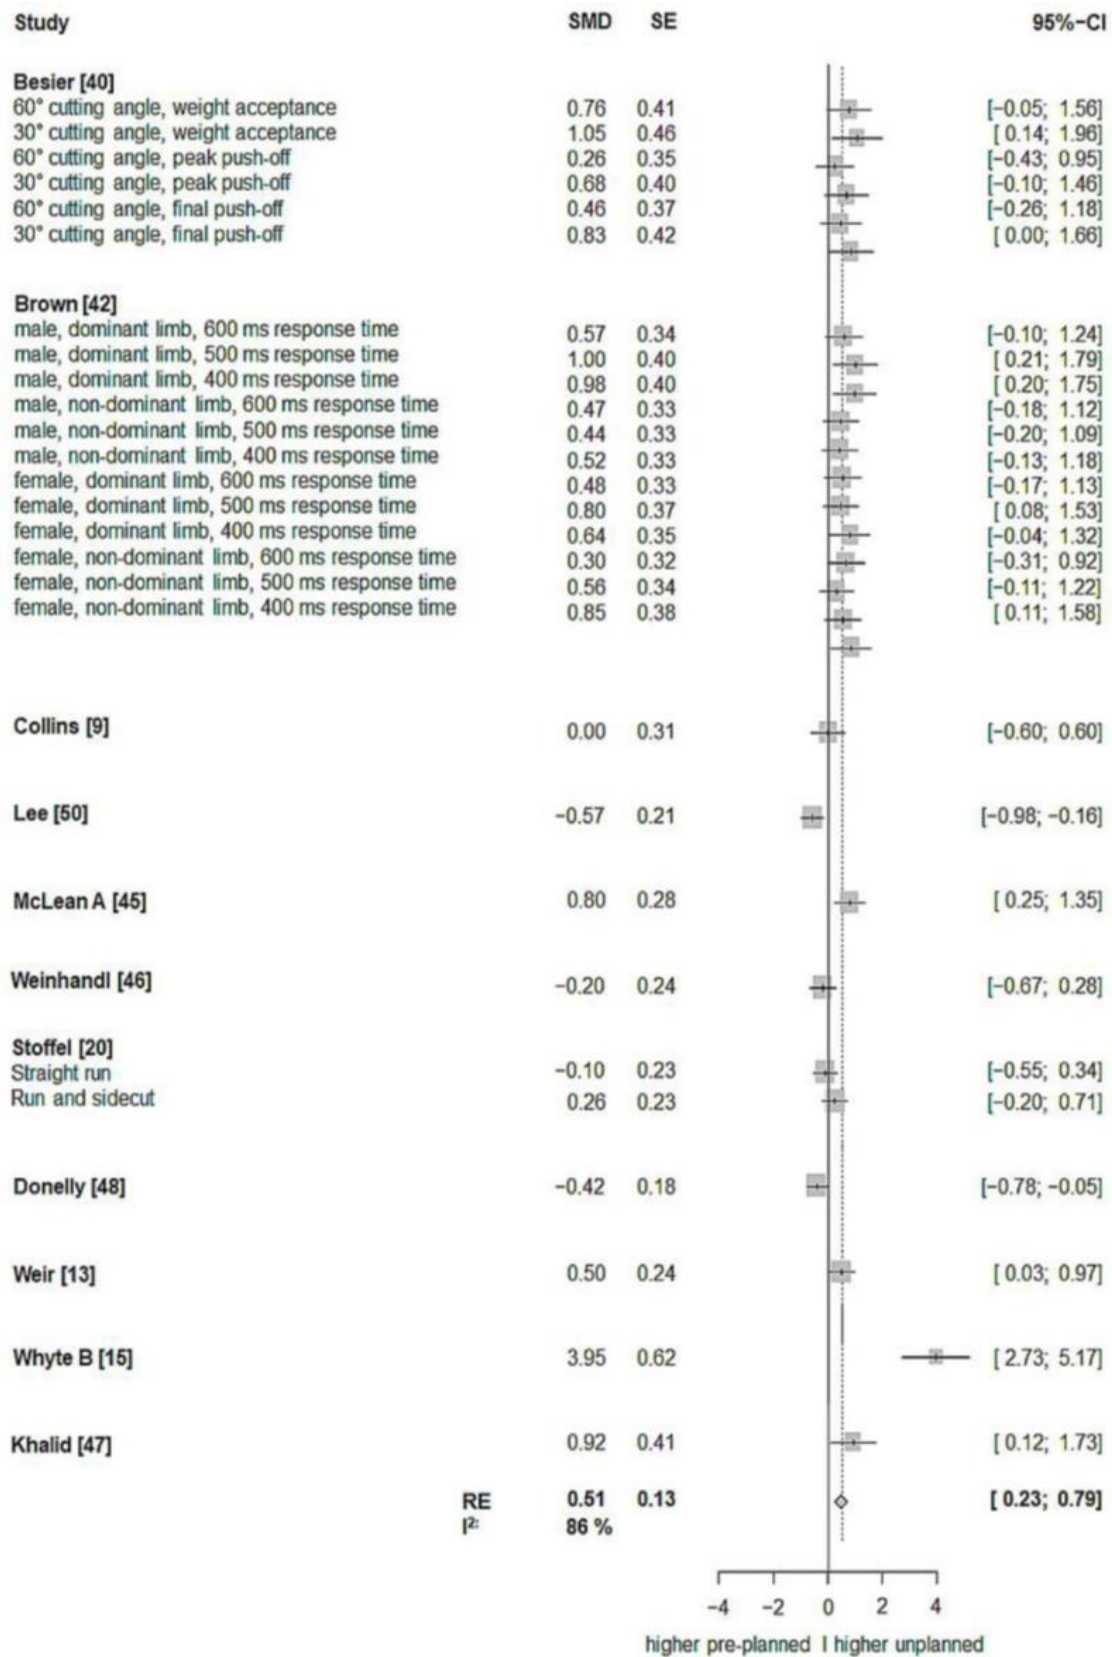 Study SMD SE 95%-CI
Besier [40]
60° cutting angle, weight acceptance 0.76 0.41 [−0.05; 1.56]
30° cutting angle, weight acceptance 1.05 0.46 [ 0.14; 1.96]
60° cutting angle, peak push-off 0.26 0.35 [−0.43; 0.95]
30° cutting angle, peak push-off 0.68 0.40 [−0.10; 1.46]
60° cutting angle, final push-off 0.46 0.37 [−0.26; 1.18]
30° cutting angle, final push-off 0.83 0.42 [ 0.00; 1.66]
Brown [42]
male, dominant limb, 600 ms response time 0.57 0.34 [−0.10; 1.24]
male, dominant limb, 500 ms response time 1.00 0.40 [ 0.21; 1.79]
male, dominant limb, 400 ms response time 0.98 0.40 [ 0.20; 1.75]
male, non-dominant limb, 600 ms response time 0.47 0.33 [−0.18; 1.12]
male, non-dominant limb, 500 ms response time 0.44 0.33 [−0.20; 1.09]
male, non-dominant limb, 400 ms response time 0.52 0.33 [−0.13; 1.18]
female, dominant limb, 600 ms response time 0.48 0.33 [−0.17; 1.13]
female, dominant limb, 500 ms response time 0.80 0.37 [ 0.08; 1.53]
female, dominant limb, 400 ms response time 0.64 0.35 [−0.04; 1.32]
female, non-dominant limb, 600 ms response time 0.30 0.32 [−0.31; 0.92]
female, non-dominant limb, 500 ms response time 0.56 0.34 [−0.11; 1.22]
female, non-dominant limb, 400 ms response time 0.85 0.38 [ 0.11; 1.58]
Collins [9] 0.00 0.31 [−0.60; 0.60]
Lee [50] −0.57 0.21 [−0.98; −0.16]
McLean A [45] 0.80 0.28 [ 0.25; 1.35]
Weinhandl [46] −0.20 0.24 [−0.67; 0.28]
Stoffel [20]
Straight run −0.10 0.23 [−0.55; 0.34]
Run and sidecut 0.26 0.23 [−0.20; 0.71]
Donelly [48] −0.42 0.18 [−0.78; −0.05]
Weir [13] 0.50 0.24 [ 0.03; 0.97]
Whyte B [15] 3.95 0.62 [ 2.73; 5.17]
Khalid [47] 0.92 0.41 [ 0.12; 1.73]
RE 0.51 0.13 [ 0.23; 0.79]
I²: 86 %
−4 −2 0 2 4
higher pre-planned I higher unplanned